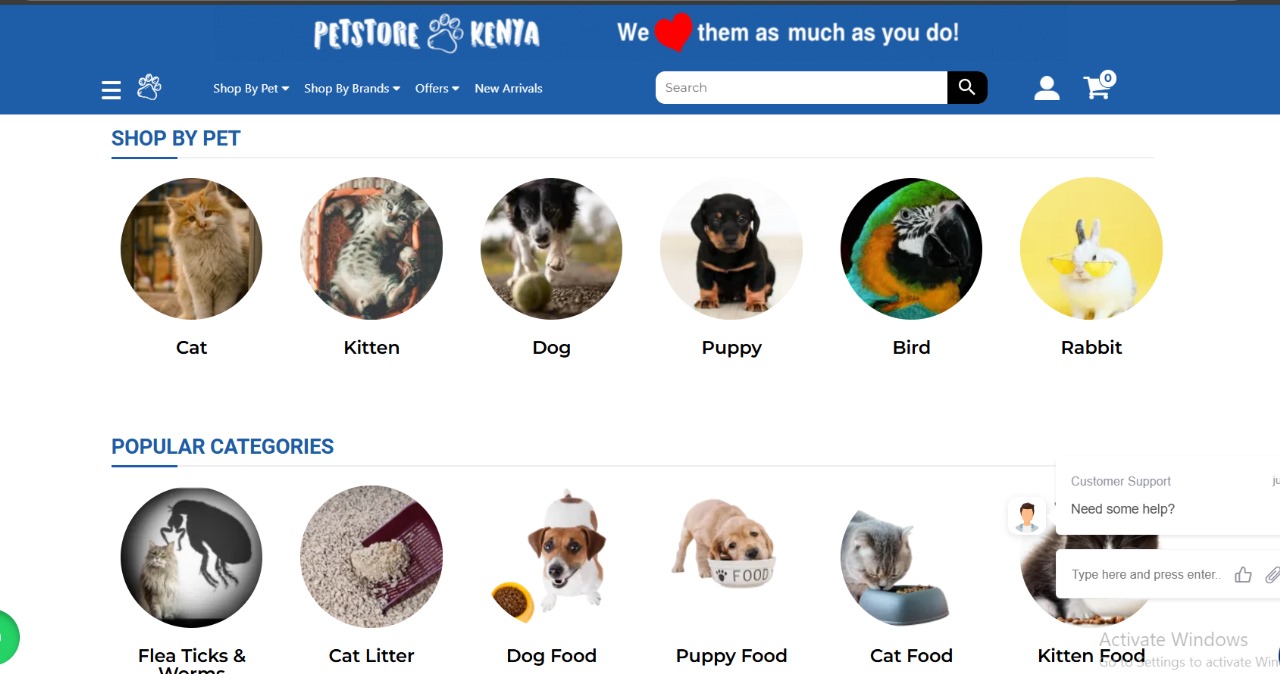 PETSTORE KENYA
We them as much as you do!
Shop By Pet Shop By Brands Offers New Arrivals
Search
0
SHOP BY PET
Cat Kitten Dog Puppy Bird Rabbit
POPULAR CATEGORIES
Customer Support
Need some help?
FOOD
Type here and press enter..
Flea Ticks & Worms
Cat Litter
Dog Food
Puppy Food
Cat Food
Kitten Food
Activate Windows
Go to Settings to activate Win